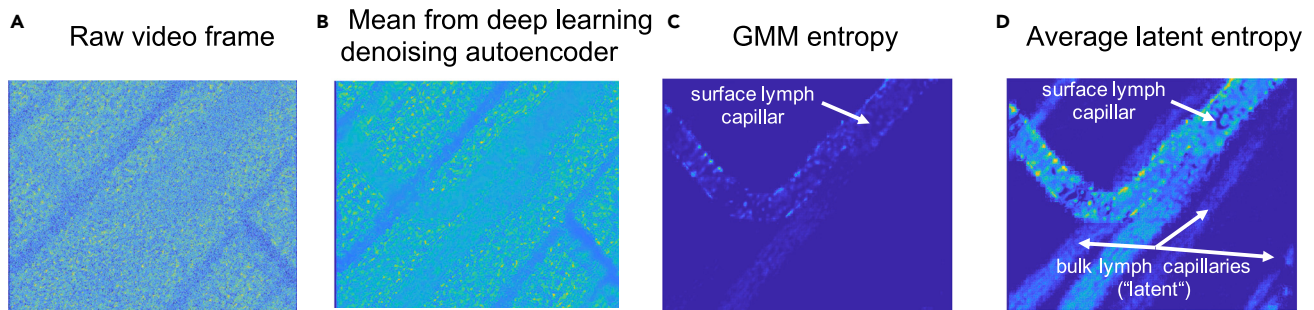 A
Raw video frame
B
Mean from deep learning
denoising autoencoder
C
GMM entropy
surface lymph
capillar
D
Average latent entropy
surface lymph
capillar
bulk lymph capillaries
("latent“)